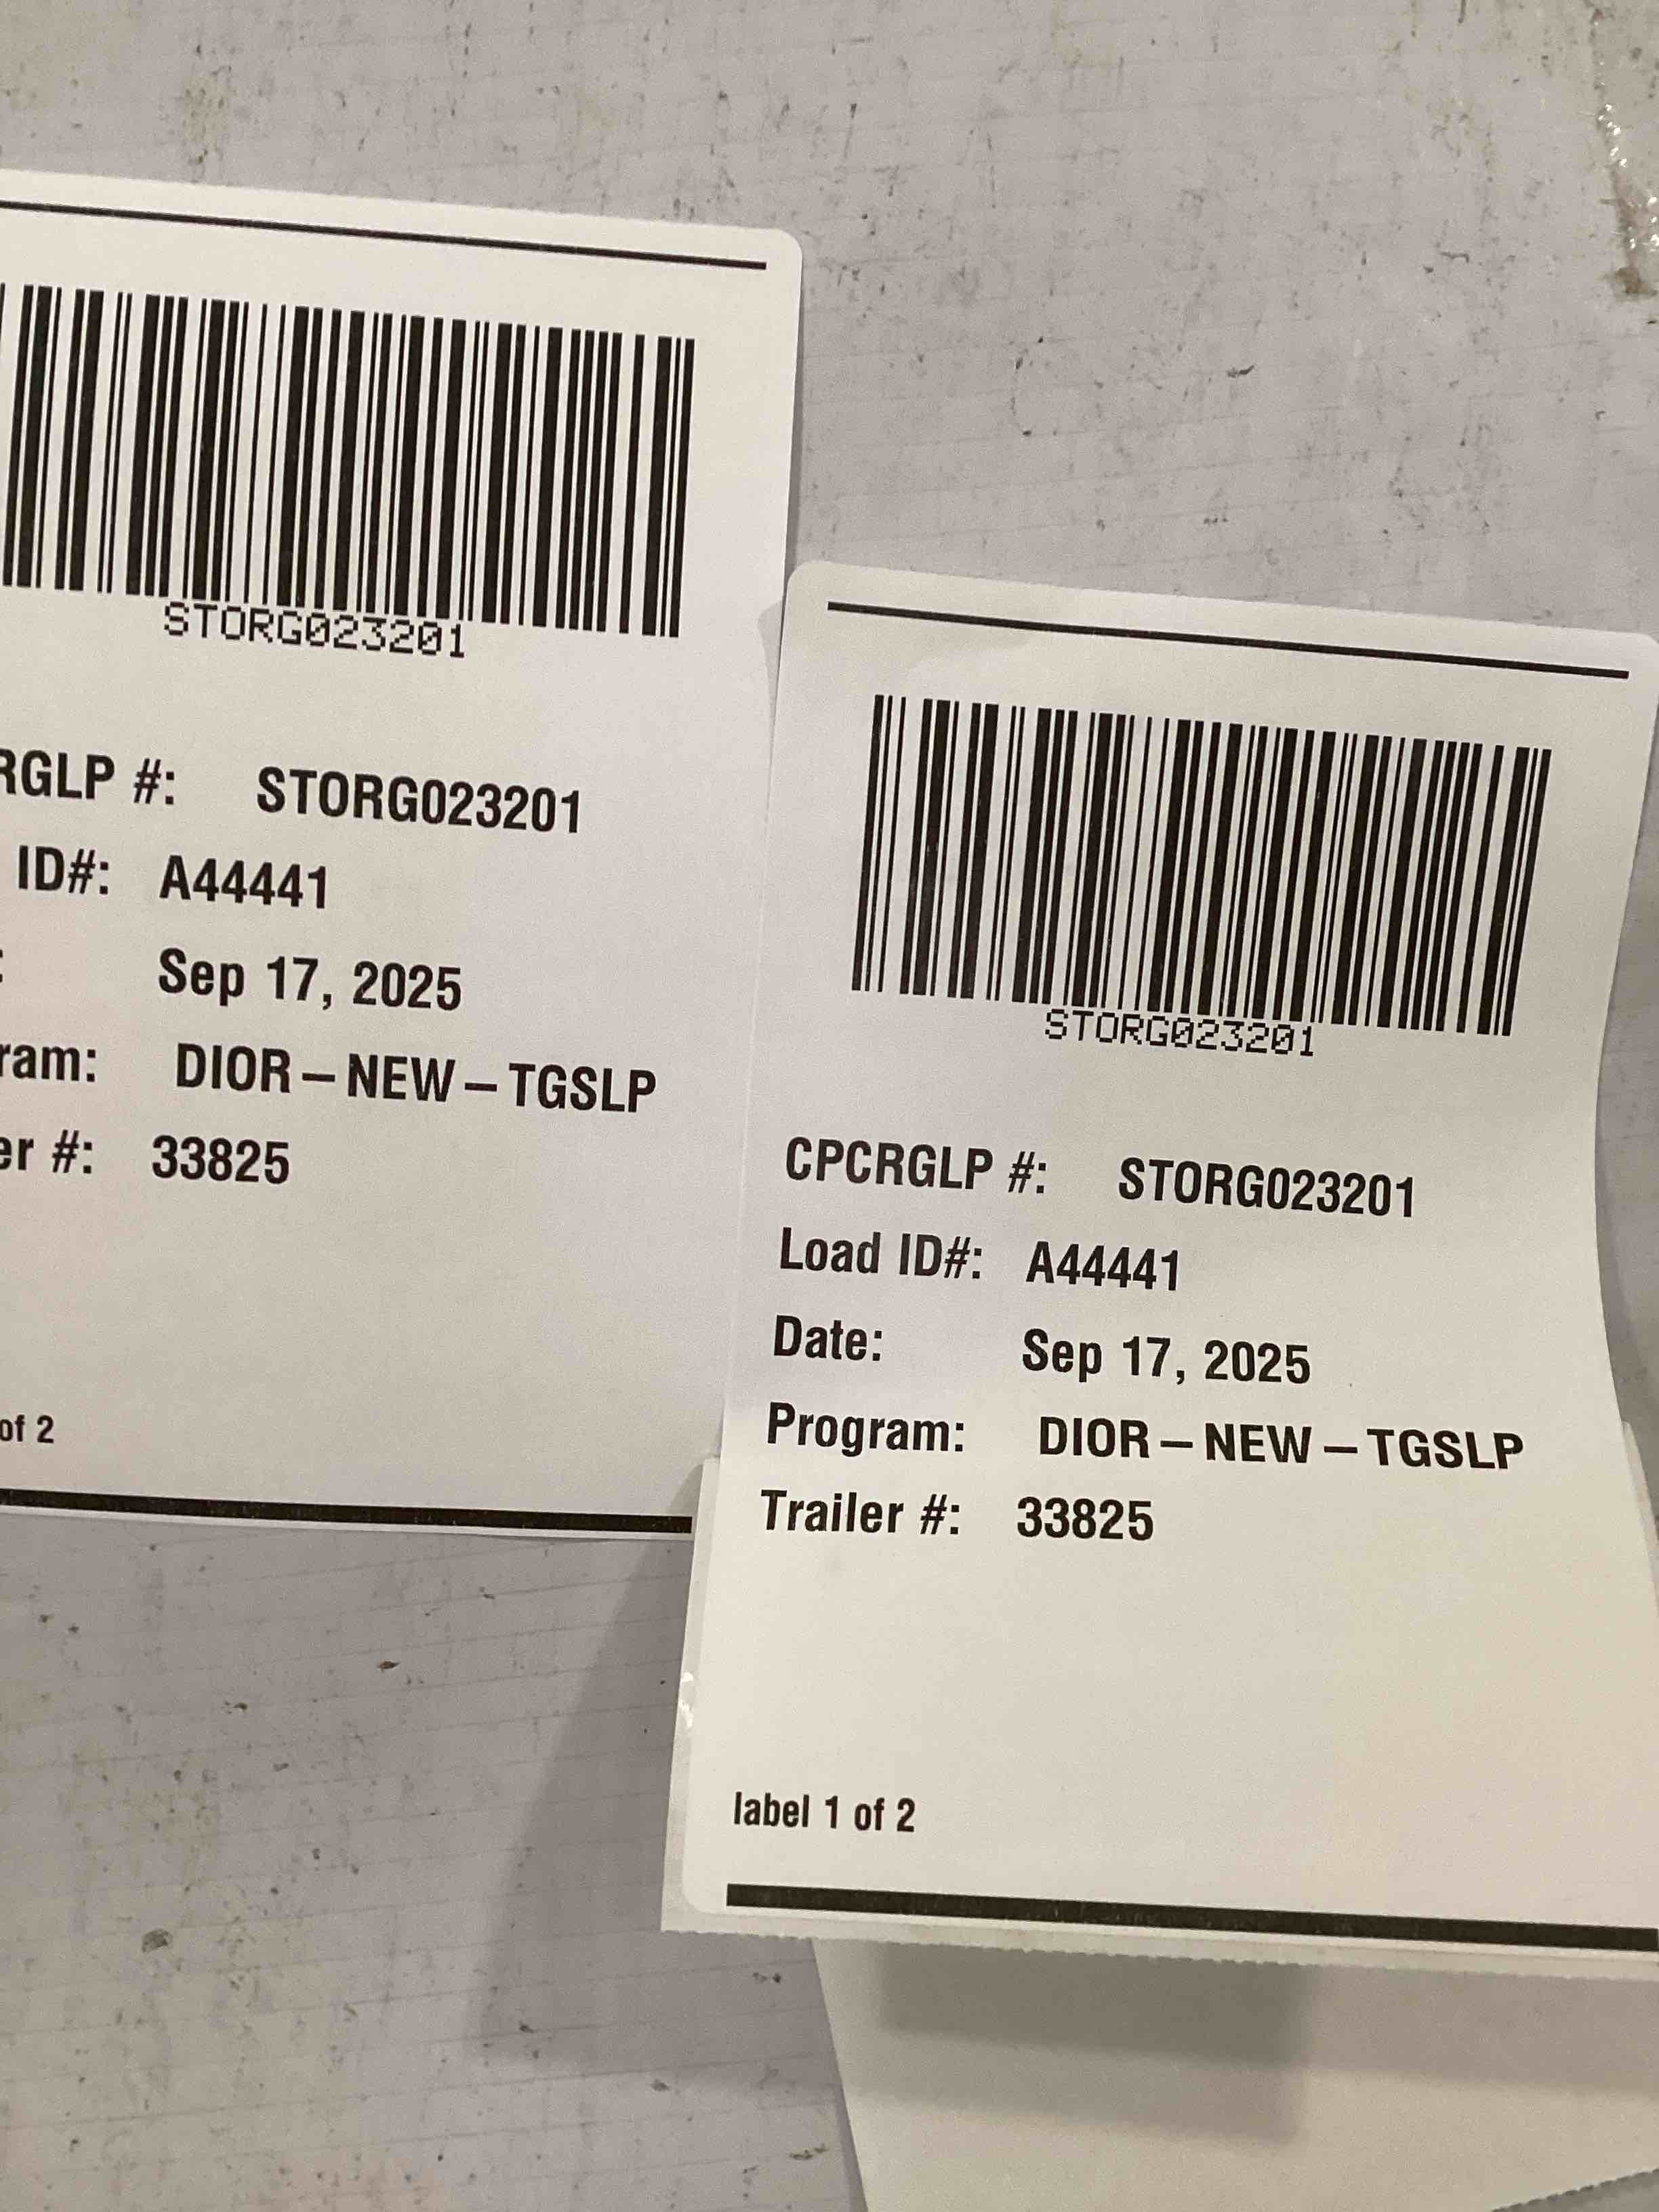 STORG023201
RGLP #: STORG023201
ID#: A44441
: Sep 17, 2025
ram: DIOR–NEW–TGSLP
er #: 33825
of 2
STORG023201
CPCRGLP #: STORG023201
Load ID#: A44441
Date: Sep 17, 2025
Program: DIOR–NEW–TGSLP
Trailer #: 33825
label 1 of 2